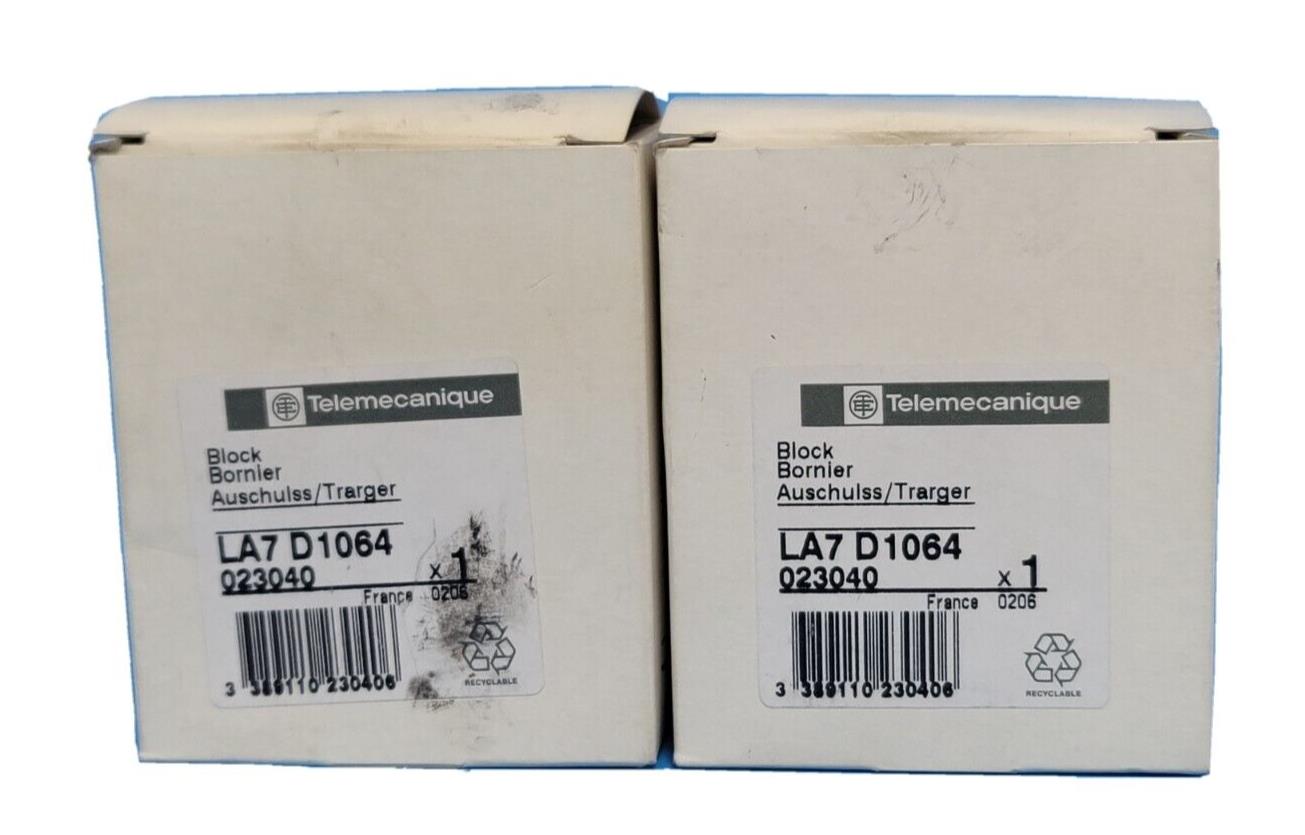 Telemecanique
Block
Bornier
Auschulss/Trarger
LA7 D1064
023040
x 1
France 0206
3 389110 230406
RECYCLABLE
Telemecanique
Block
Bornier
Auschulss/Trarger
LA7 D1064
023040
x 1
France 0206
3 389110 230406
RECYCLABLE